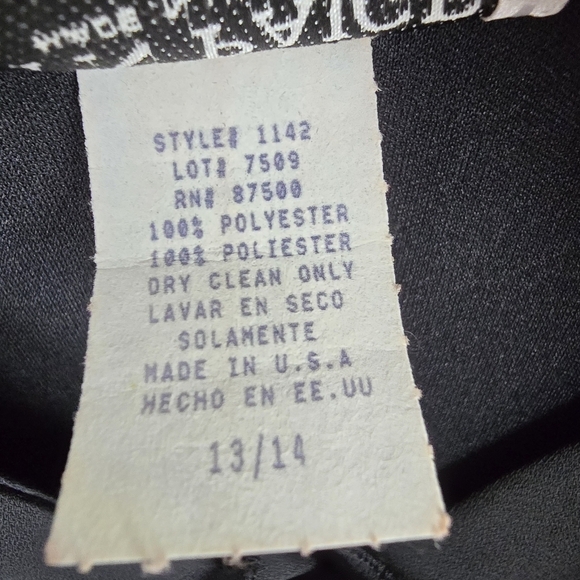 STYLE# 1142
LOT# 7509
RN# 87500
100% POLYESTER
100% POLIESTER
DRY CLEAN ONLY
LAVAR EN SECO
SOLAMENTE
MADE IN U.S.A
HECHO EN EE.UU
13/14